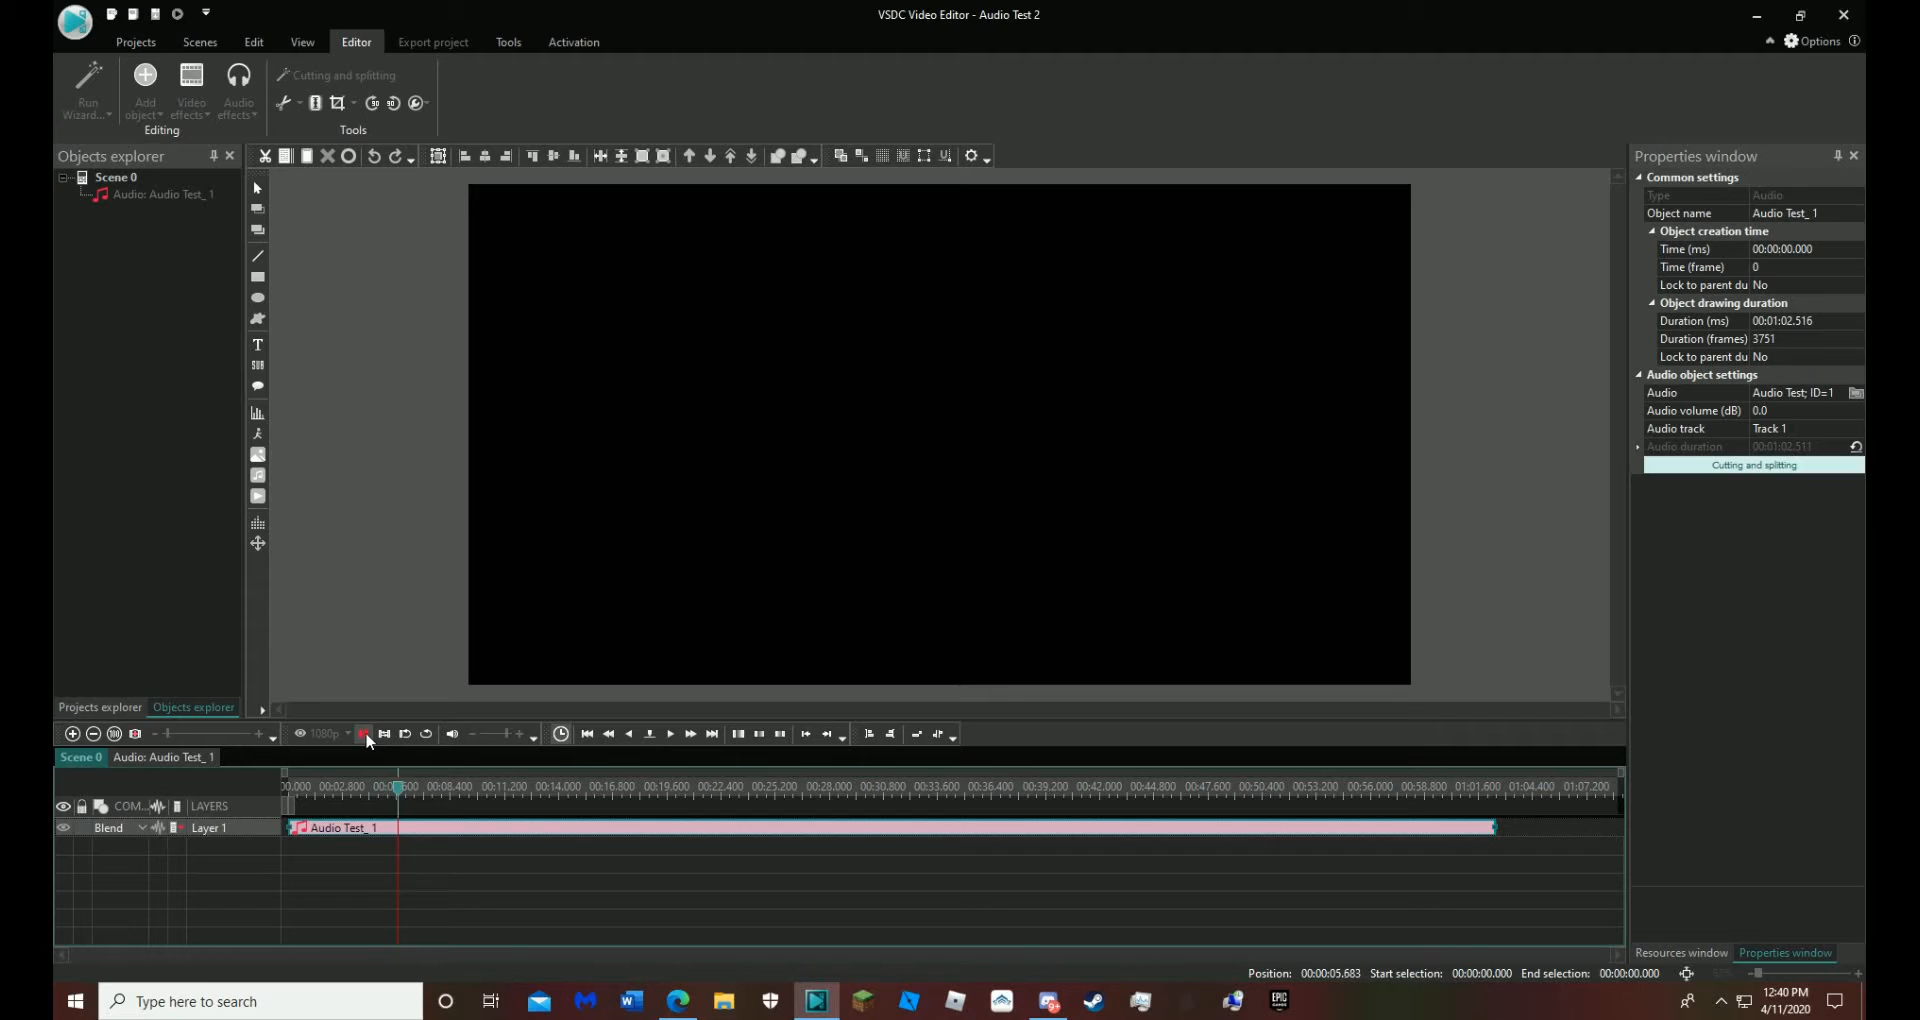 VSDC Video Editor - Audio Test 2
Projects Scenes Edit View Editor Export project Tools Activation
Options
Cutting and splitting
Run Wizard...
Add object
Video effects
Audio effects
Editing
Tools
Objects explorer
Scene 0
Audio: Audio Test_ 1
SUB
Properties window
Common settings
Type Audio
Object name Audio Test_ 1
Object creation time
Time (ms) 00:00:00.000
Time (frame) 0
Lock to parent du No
Object drawing duration
Duration (ms) 00:01:02.516
Duration (frames) 3751
Lock to parent du No
Audio object settings
Audio Audio Test; ID=1
Audio volume (dB) 0.0
Audio track Track 1
Audio duration 00:01:02.511
Cutting and splitting
Projects explorer Objects explorer
1080p
Scene 0 Audio: Audio Test_ 1
00:02.800 00:08.400 00:11.200 00:14.000 00:16.800 00:19.600 00:22.400 00:25.200 00:28.000 00:30.800 00:33.600 00:36.400 00:39.200 00:42.000 00:44.800 00:47.600 00:50.400 00:53.200 00:56.000 00:58.800 01:01.600 01:04.400 01:07.200
COM... LAYERS
Blend Layer 1 Audio Test_ 1
Resources window Properties window
Position: 00:00:05.683 Start selection: 00:00:00.000 End selection: 00:00:00.000
Type here to search
12:40 PM
4/11/2020